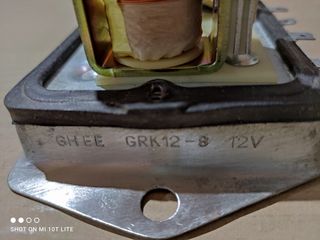 GHEE GRK12-8 12V
SHOT ON MI 10T LITE